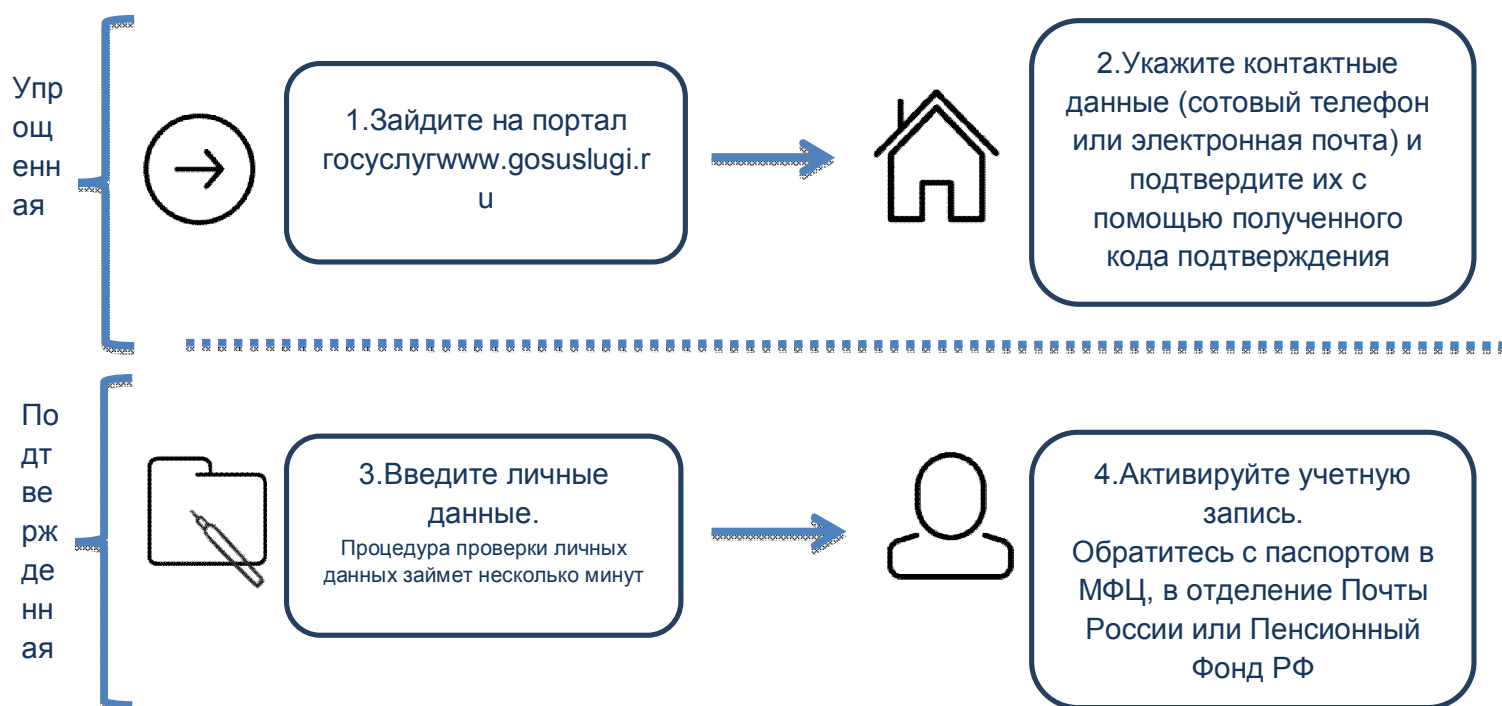 Упр
ощ
енн
ая
1.Зайдите на портал
госуслугwww.gosuslugi.r
u
2.Укажите контактные
данные (сотовый телефон
или электронная почта) и
подтвердите их с
помощью полученного
кода подтверждения
По
дт
ве
рж
де
нн
ая
3.Введите личные
данные.
Процедура проверки личных
данных займет несколько минут
4.Активируйте учетную
запись.
Обратитесь с паспортом в
МФЦ, в отделение Почты
России или Пенсионный
Фонд РФ